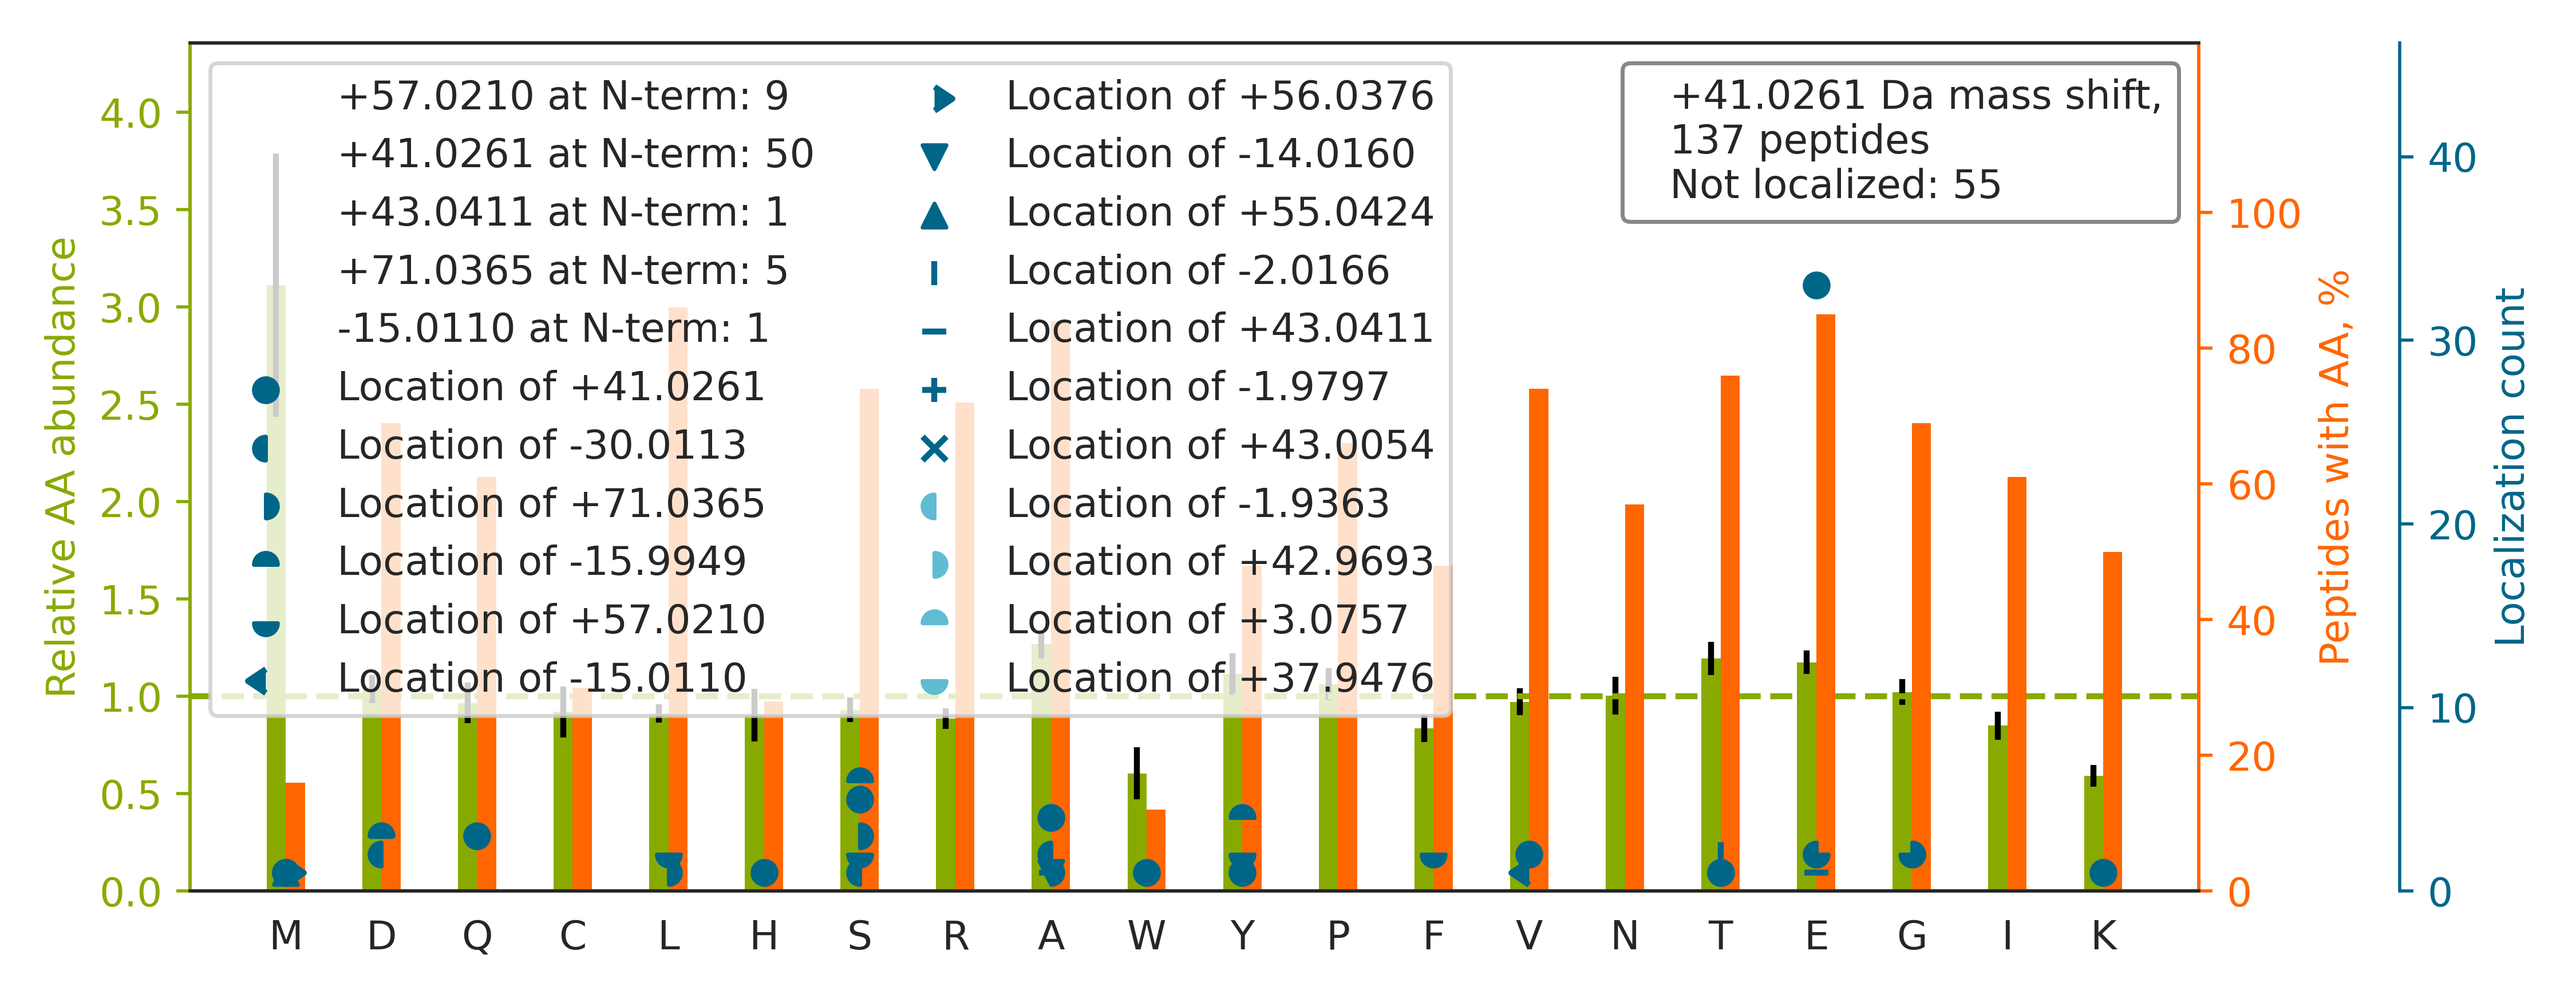 +57.0210 at N-term: 9
+41.0261 at N-term: 50
+43.0411 at N-term: 1
+71.0365 at N-term: 5
-15.0110 at N-term: 1
Location of +41.0261
Location of -30.0113
Location of +71.0365
Location of -15.9949
Location of +57.0210
Location of -15.0110
Location of +56.0376
Location of -14.0160
Location of +55.0424
Location of -2.0166
Location of +43.0411
Location of -1.9797
Location of +43.0054
Location of -1.9363
Location of +42.9693
Location of +3.0757
Location of +37.9476
+41.0261 Da mass shift,
137 peptides
Not localized: 55
Relative AA abundance
4.0
3.5
3.0
2.5
2.0
1.5
1.0
0.5
0.0
M D Q C L H S R A W Y P F V N T E G I K
100
80
60
40
20
0
Peptides with AA, %
40
30
20
10
0
Localization count